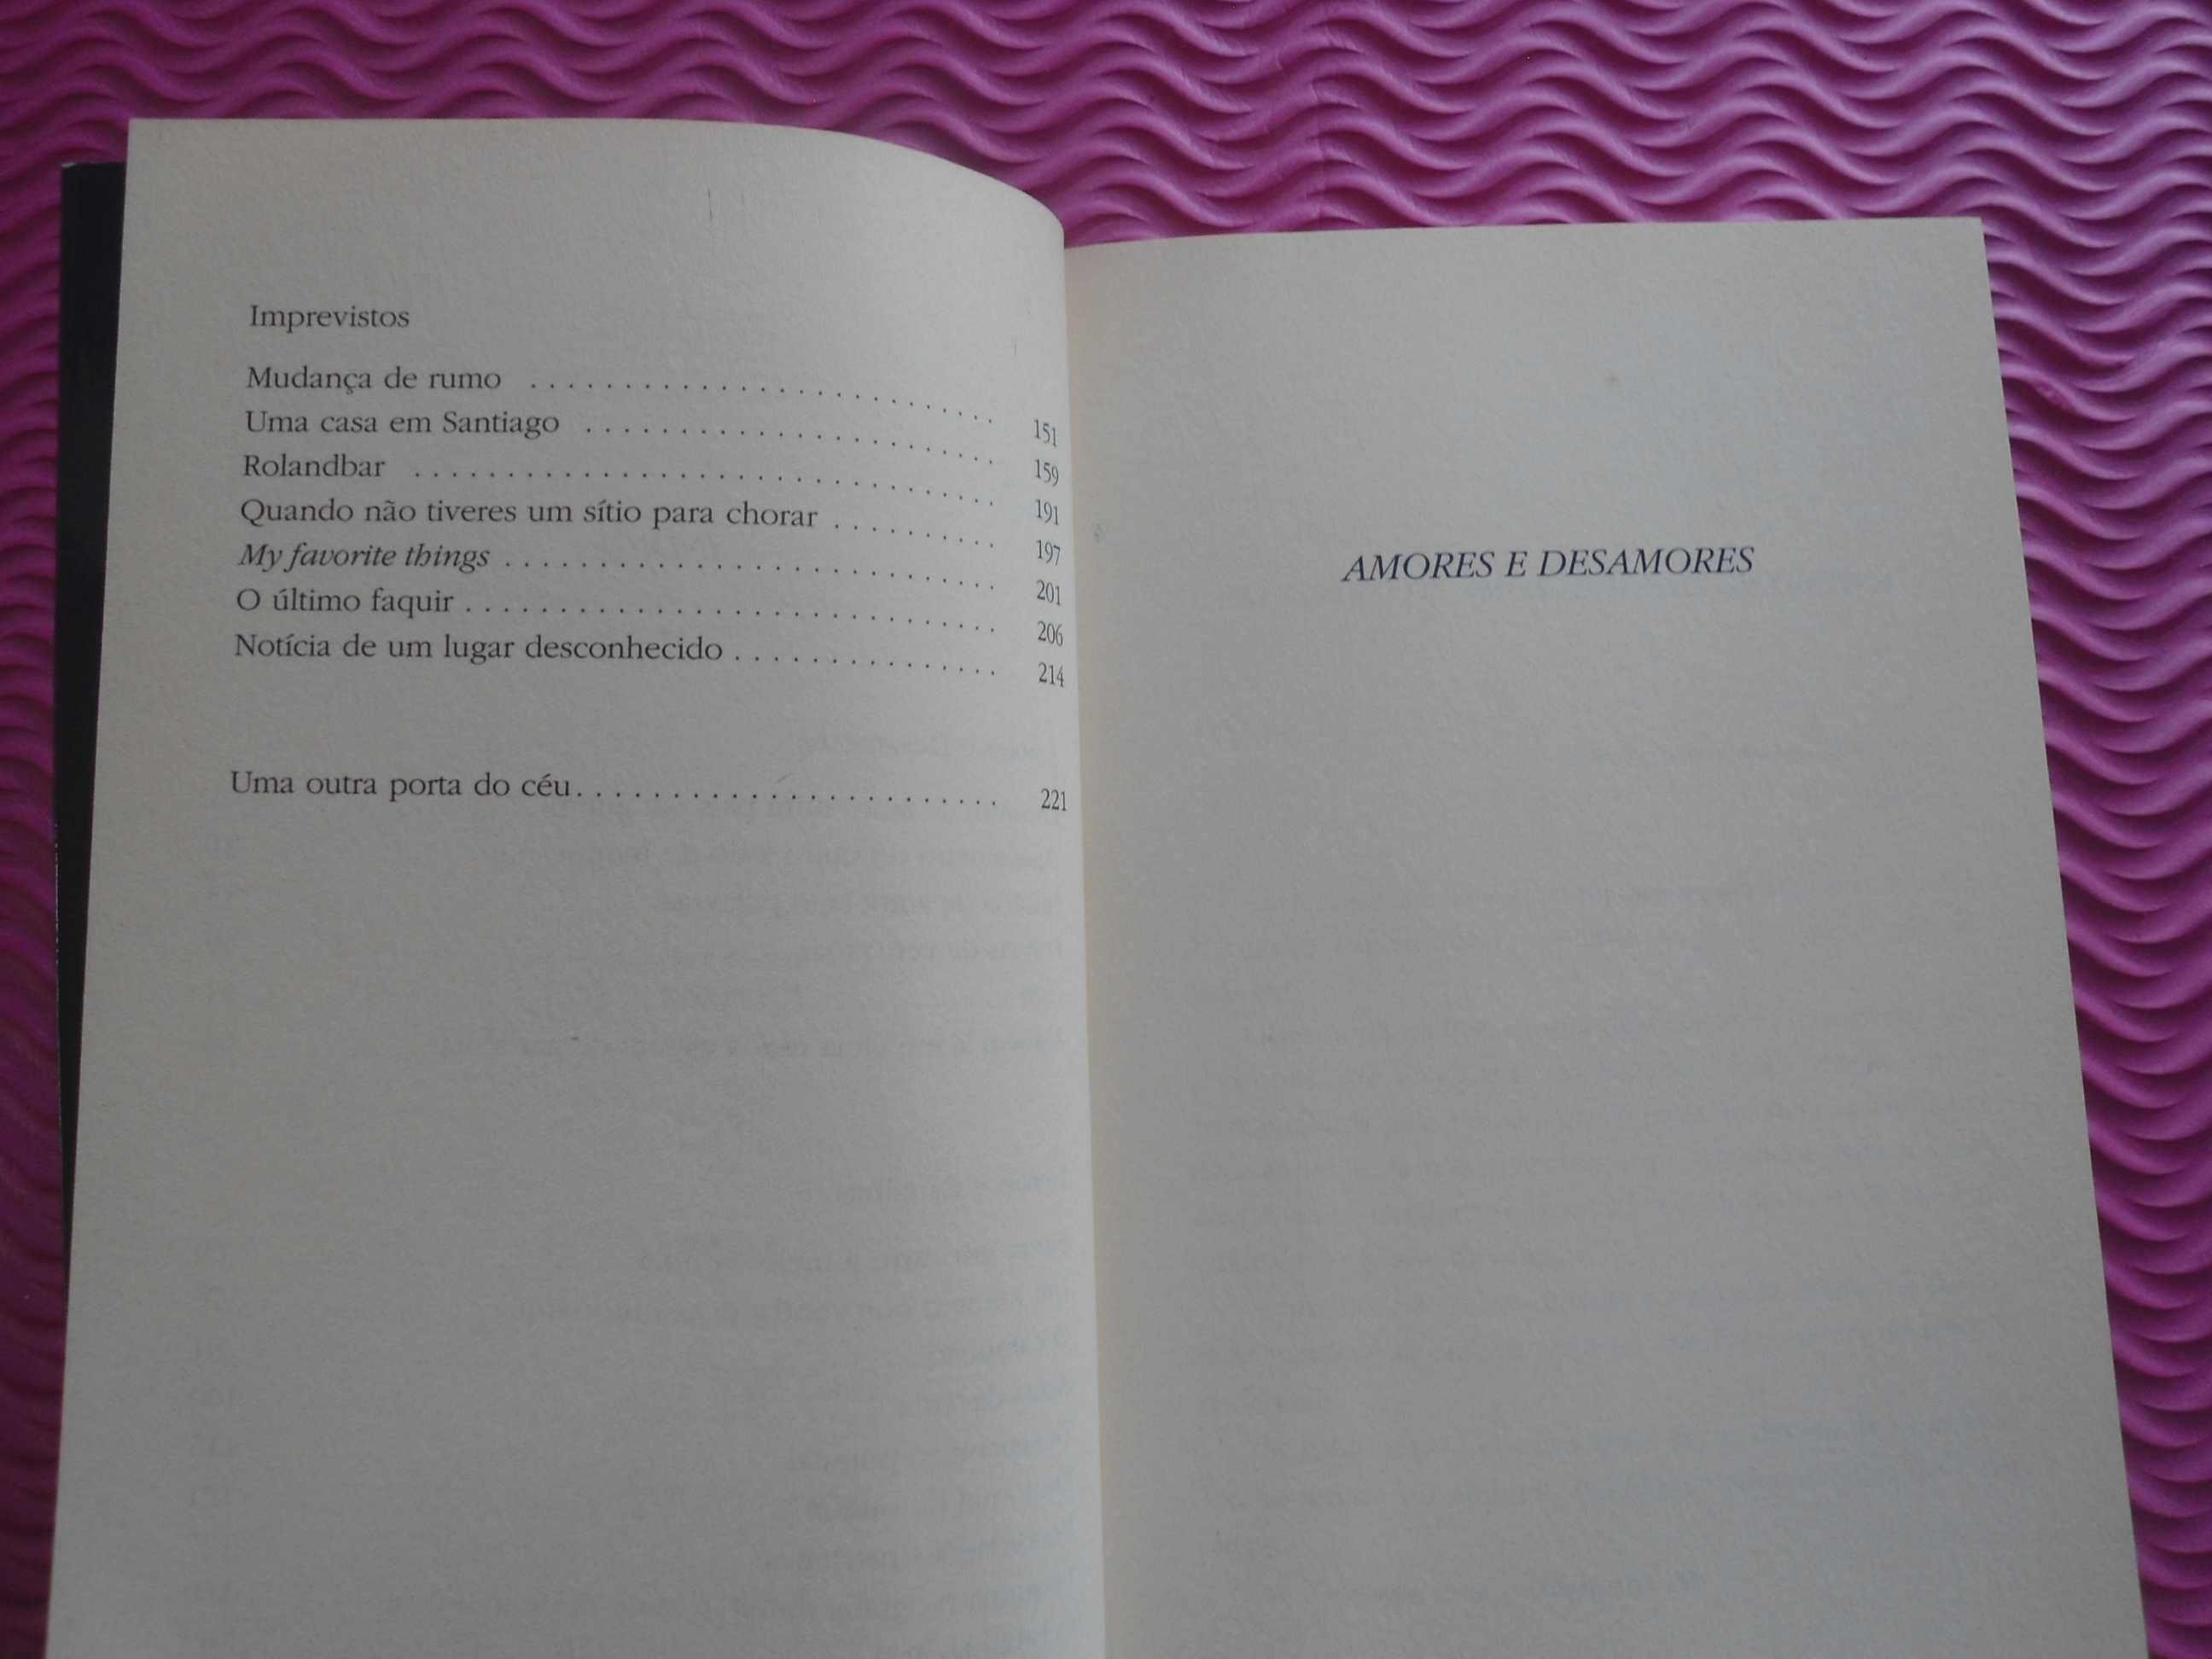 Imprevistos
Mudança de rumo . . . . . . . . . . . . . . . . . . . . . . . . . 151
Uma casa em Santiago . . . . . . . . . . . . . . . . . . . . . . 159
Rolandbar . . . . . . . . . . . . . . . . . . . . . . . . . . . . . . . 191
Quando não tiveres um sítio para chorar . . . . . . . . . 197
My favorite things . . . . . . . . . . . . . . . . . . . . . . . . . . 201
O último faquir . . . . . . . . . . . . . . . . . . . . . . . . . . . . 206
Notícia de um lugar desconhecido . . . . . . . . . . . . . . 214
Uma outra porta do céu. . . . . . . . . . . . . . . . . . . . . . . 221
AMORES E DESAMORES